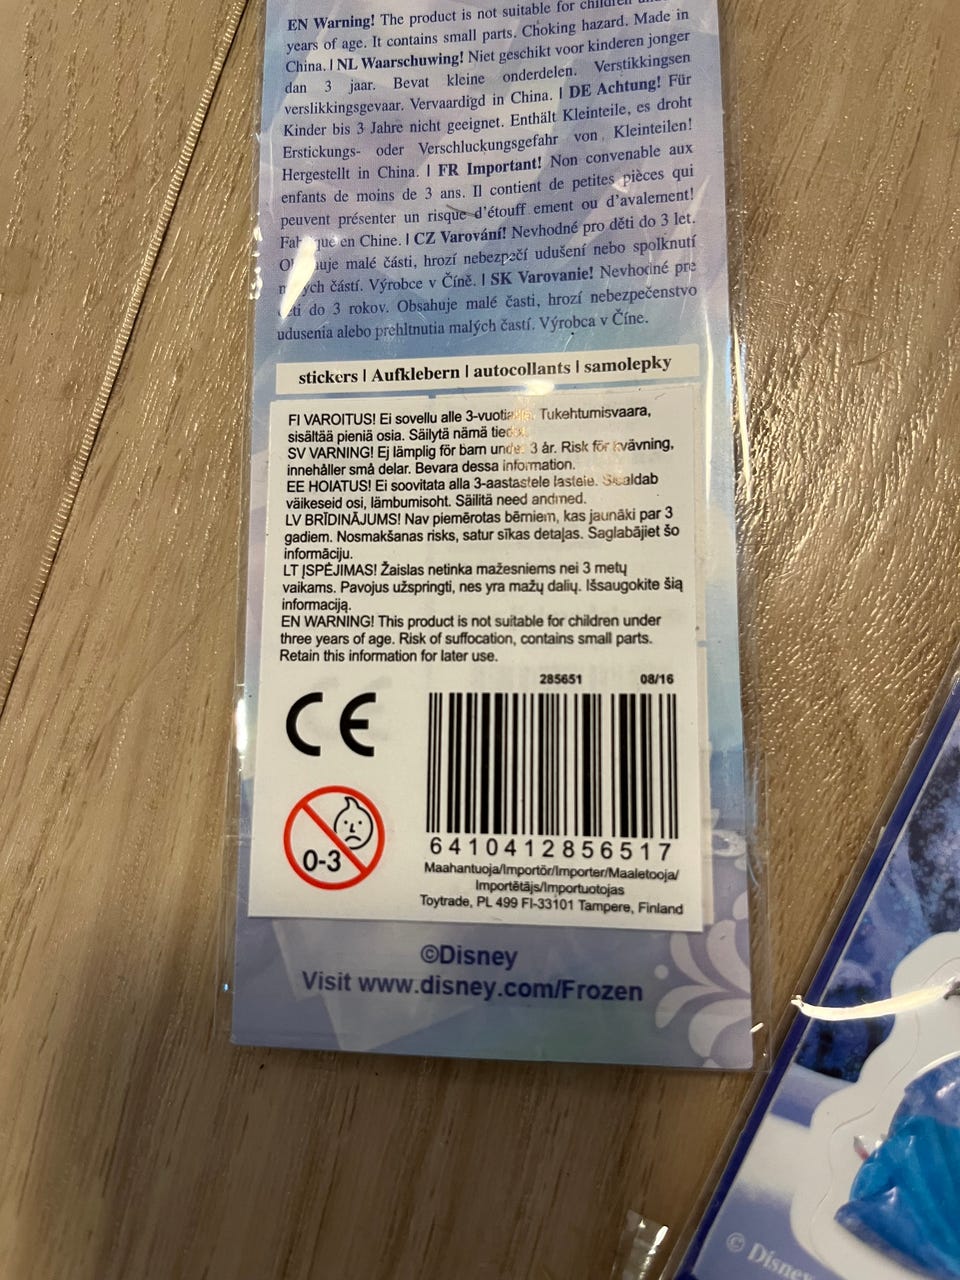 EN Warning! The product is not suitable for children under
years of age. It contains small parts. Choking hazard. Made in
China. | NL Waarschuwing! Niet geschikt voor kinderen jonger
dan 3 jaar. Bevat kleine onderdelen. Verstikkingsen
verslikkingsgevaar. Vervaardigd in China. | DE Achtung! Für
Kinder bis 3 Jahre nicht geeignet. Enthält Kleinteile, es droht
Erstickungs- oder Verschluckungsgefahr von Kleinteilen!
Hergestellt in China. | FR Important! Non convenable aux
enfants de moins de 3 ans. Il contient de petites pièces qui
peuvent présenter un risque d'étouff ement ou d'avalement!
en Chine. | CZ Varování! Nevhodné pro děti do 3 let.
malé části, hrozí nebezpečí udušení nebo spolknutí
částí. Výrobce v Číně. | SK Varovanie! Nevhodné pre
do 3 rokov. Obsahuje malé časti, hrozí nebezpečenstvo
udusenia alebo prehltnutia malých častí. Výrobca v Číne.
stickers | Aufklebern | autocollants | samolepky
FI VAROITUS! Ei sovellu alle 3-vuotiaille. Tukehtumisvaara,
sisältää pieniä osia. Säilytä nämä tiedot.
SV VARNING! Ej lämplig för barn under 3 år. Risk för kvävning,
innehåller små delar. Bevara dessa information.
EE HOIATUS! Ei soovitata alla 3-aastastele lastele. Sisaldab
väikeseid osi, lämbumisoht. Säilitä need andmed.
LV BRĪDINĀJUMS! Nav piemērotas bērniem, kas jaunāki par 3
gadiem. Nosmakšanas risks, satur sīkas detaļas. Saglabājiet šo
informāciju.
LT ĮSPĖJIMAS! Žaislas netinka mažesniems nei 3 metų
vaikams. Pavojus užspringti, nes yra mažų dalių. Išsaugokite šią
informaciją.
EN WARNING! This product is not suitable for children under
three years of age. Risk of suffocation, contains small parts.
Retain this information for later use.
285651 08/16
CE
0-3
6410412856517
Maahantuoja/Importör/Importer/Maaletooja/
Importētājs/Importuotojas
Toytrade, PL 499 FI-33101 Tampere, Finland
©Disney
Visit www.disney.com/Frozen
© Disney